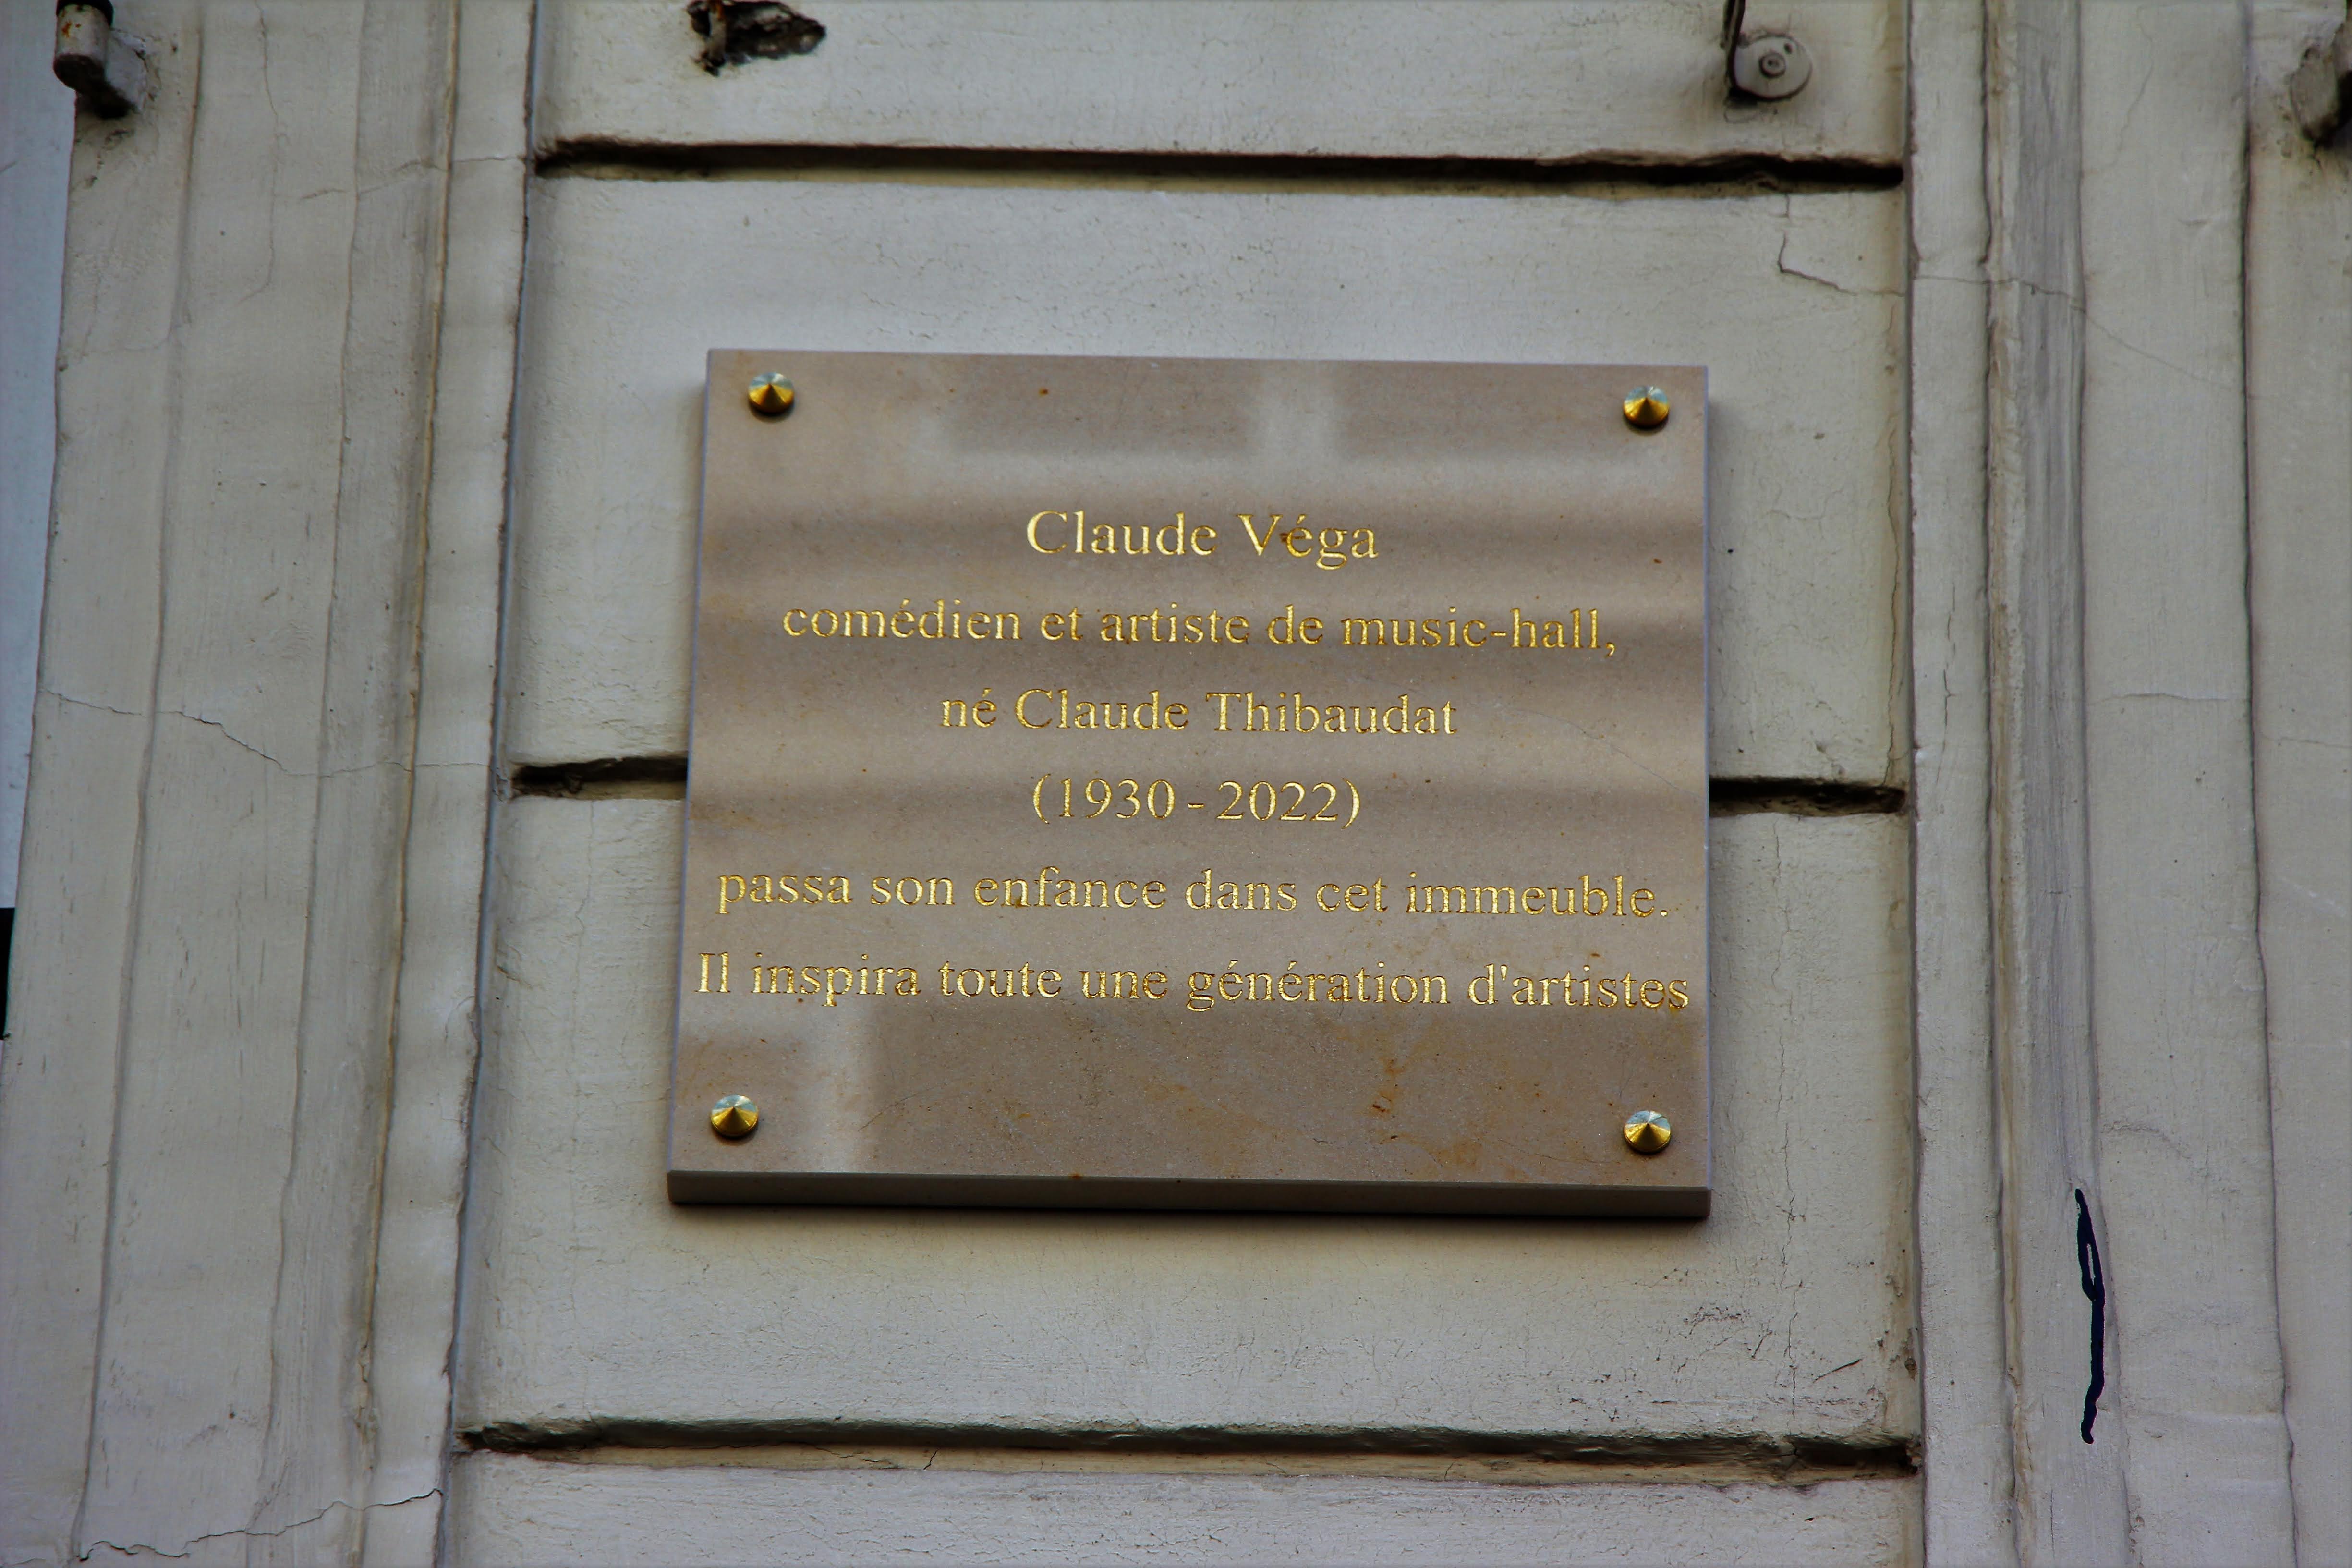 Claude Véga
comédien et artiste de music-hall,
né Claude Thibaudat
(1930-2022)
passa son enfance dans cet immeuble.
Il inspira toute une génération d'artistes